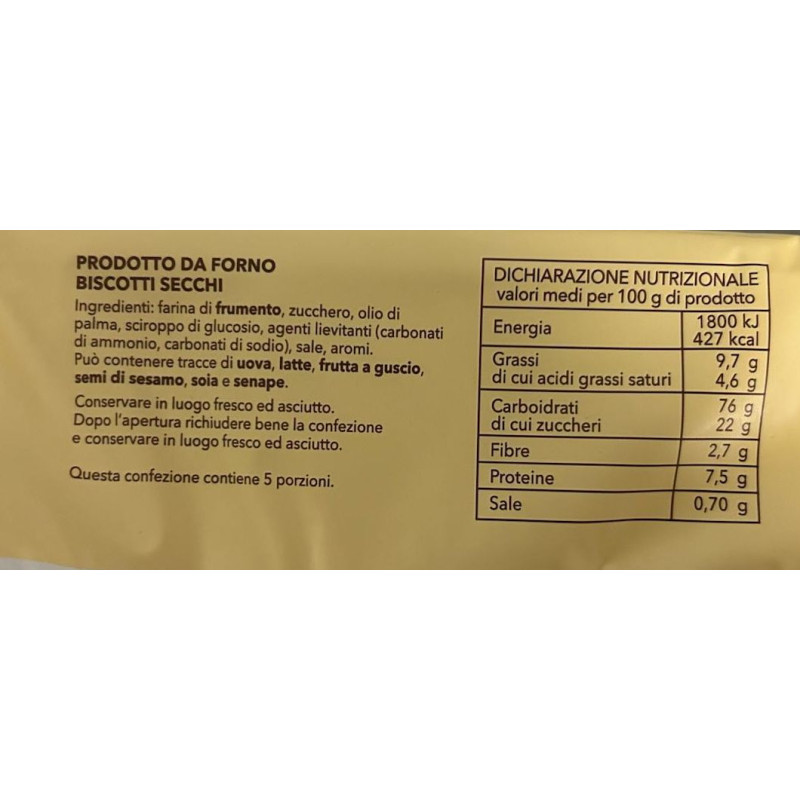 PRODOTTO DA FORNO
BISCOTTI SECCHI
Ingredienti: farina di frumento, zucchero, olio di
palma, sciroppo di glucosio, agenti lievitanti (carbonati
di ammonio, carbonati di sodio), sale, aromi.
Può contenere tracce di uova, latte, frutta a guscio,
semi di sesamo, soia e senape.
Conservare in luogo fresco ed asciutto.
Dopo l'apertura richiudere bene la confezione
e conservare in luogo fresco ed asciutto.
Questa confezione contiene 5 porzioni.
DICHIARAZIONE NUTRIZIONALE
valori medi per 100 g di prodotto
Energia 1800 kJ
427 kcal
Grassi 9,7 g
di cui acidi grassi saturi 4,6 g
Carboidrati 76 g
di cui zuccheri 22 g
Fibre 2,7 g
Proteine 7,5 g
Sale 0,70 g